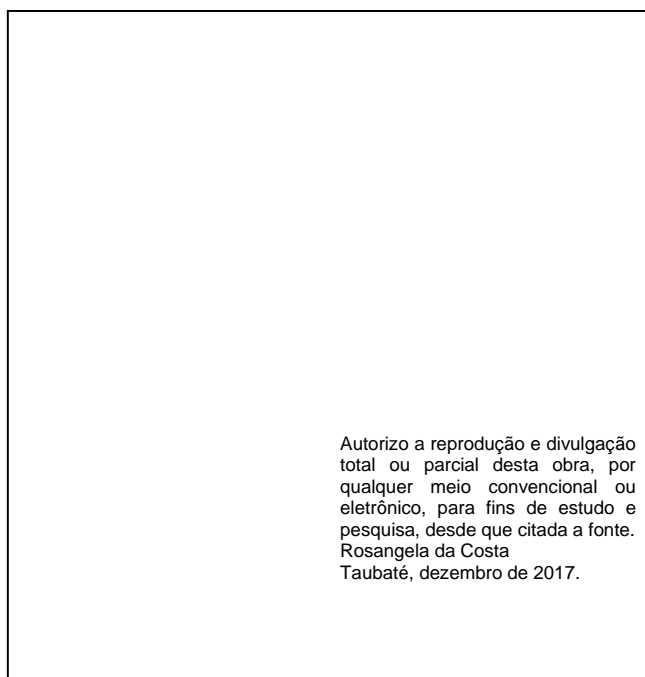 Autorizo a reprodução e divulgação
total ou parcial desta obra, por
qualquer meio convencional ou
eletrônico, para fins de estudo e
pesquisa, desde que citada a fonte.
Rosangela da Costa
Taubaté, dezembro de 2017.